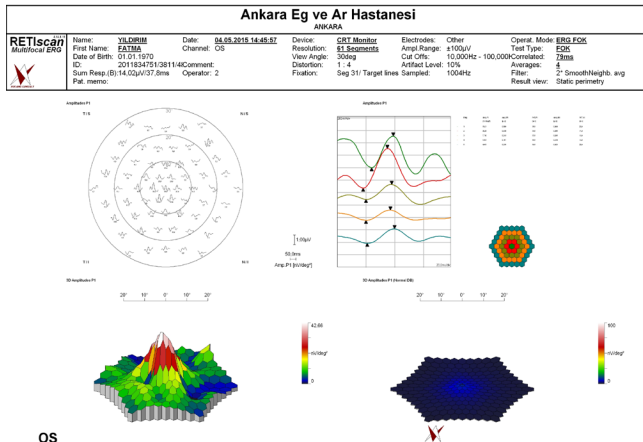 Ankara Eg ve Ar Hastanesi
ANKARA
RETIscan
Multifocal ERG
Name: YILDIRIM Date: 04.05.2015 14:45:57 Device: CRT Monitor Electrodes: Other Operat. Mode: ERG FOK
First Name: FATMA Channel: OS Resolution: 61 Segments Ampl.Range: ±100µV Test Type: FOK
Date of Birth: 01.01.1970 View Angle: 30deg Cut Offs: 10,000Hz - 100,000H Correlated: 79ms
ID: 2011834751/3811/4 Comment: Distortion: 1 : 4 Artifact Level: 10% Averages: 4
Sum Resp.(B): 14,02µV/37,8ms Operator: 2 Fixation: Seg 31/ Target lines Sampled: 1004Hz Filter: 2* SmoothNeighb. avg
Pat. memo: Result view: Static perimetry
Amplitudes P1
Amplitudes P1
1.00µV
50.0ms
Amp.P1 [nV/deg²]
3D Amplitudes P1
3D Amplitudes P1 (Normal DB)
20° 10° 0° 10° 20°
20° 10° 0° 10° 20°
42,66
nV/deg²
0
100
nV/deg²
0
OS